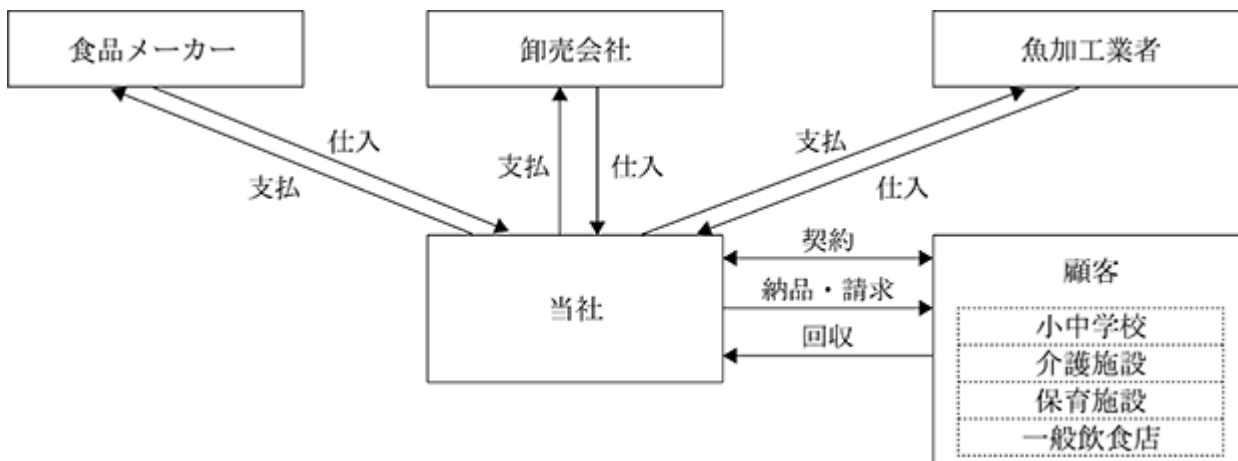 食品メーカー
卸売会社
魚加工業者
仕入
支払
支払
仕入
支払
仕入
当社
契約
納品・請求
回収
顧客
小中学校
介護施設
保育施設
一般飲食店